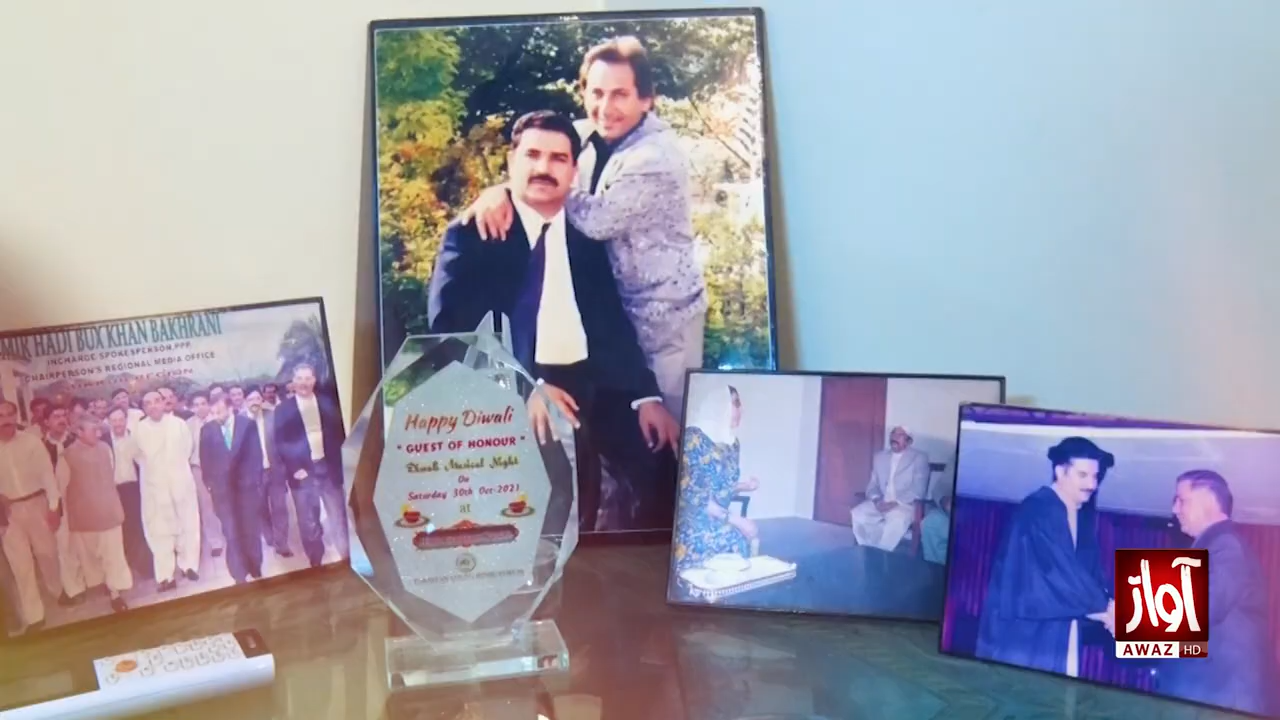 MIR HADI BUX KHAN BAKHRANI
INCHARGE SPOKESPERSON, PPP
CHAIRPERSON'S REGIONAL MEDIA OFFICE
Happy Diwali
" GUEST OF HONOUR "
Diwali Musical Night
On
Saturday 30th Oct-2021
at
آواز
AWAZ HD